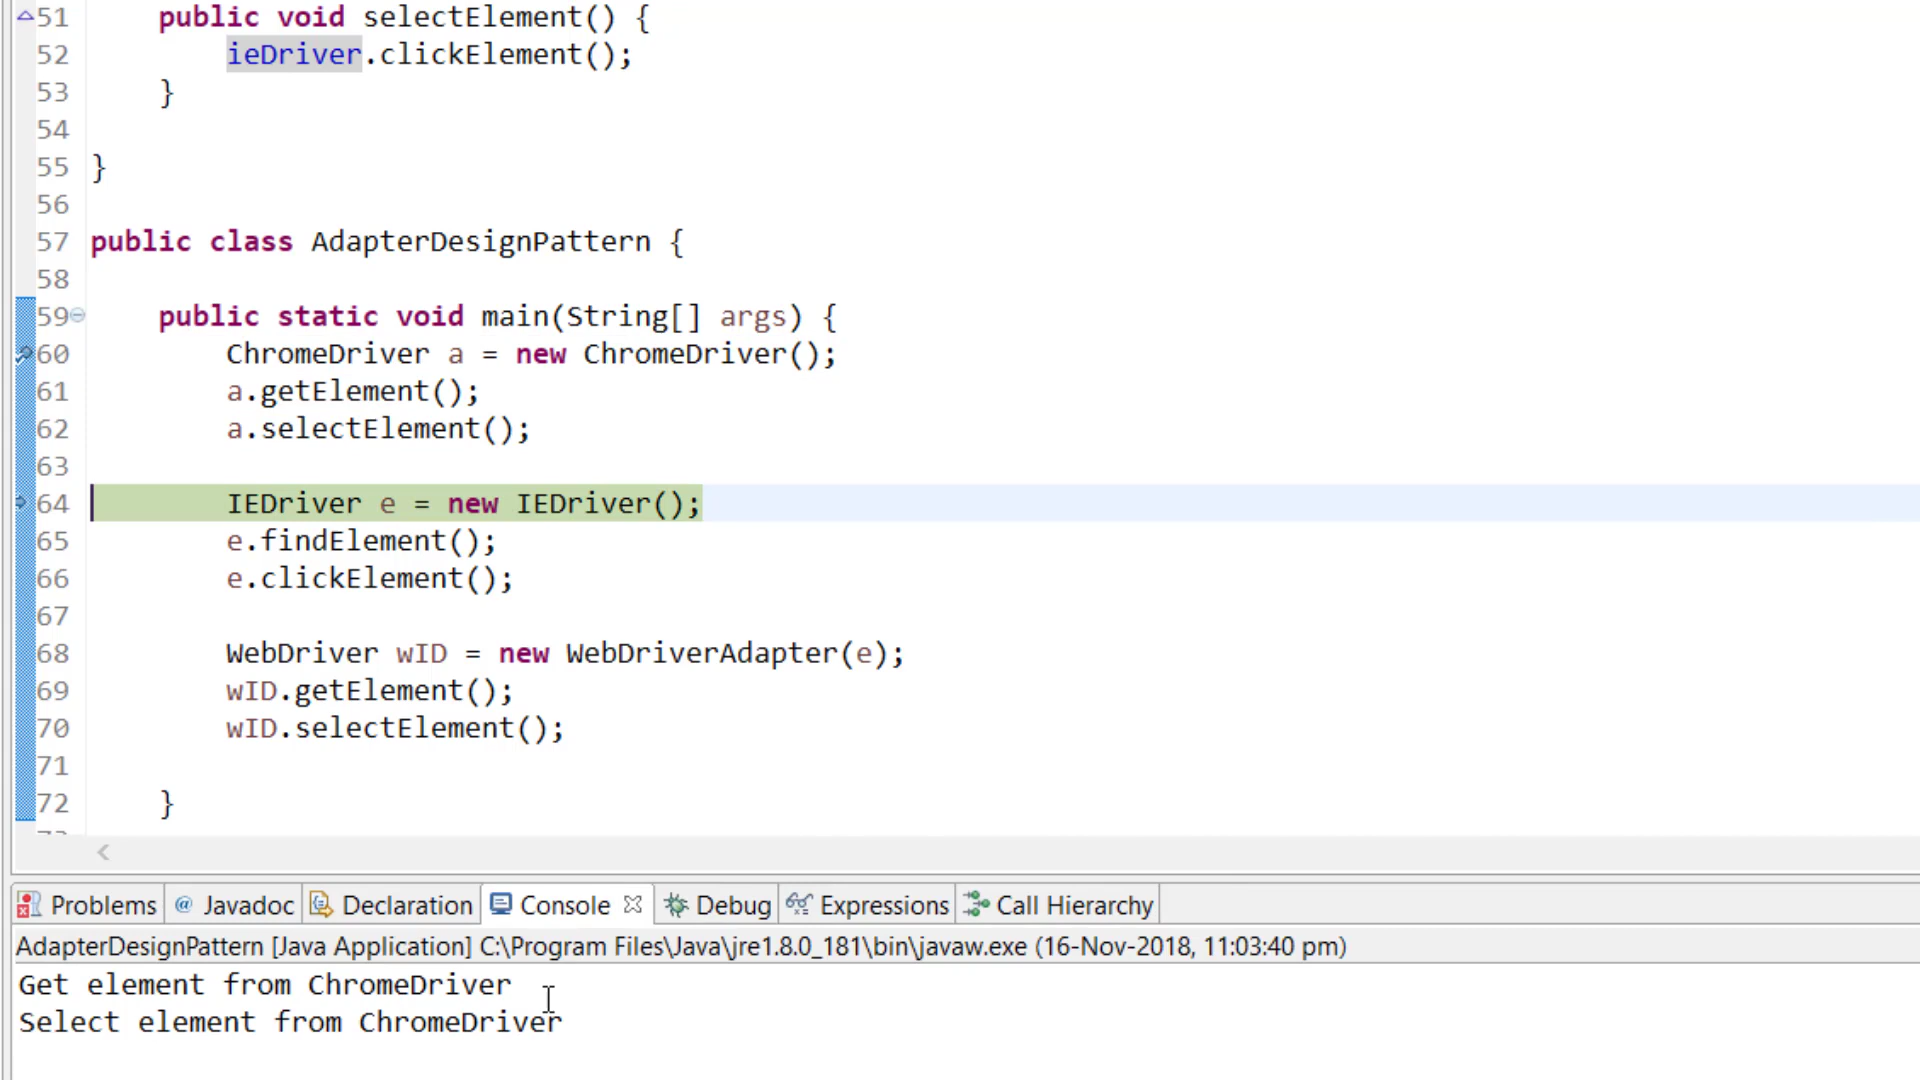 51 public void selectElement() {
52 ieDriver.clickElement();
53 }
54
55 }
56
57 public class AdapterDesignPattern {
58
59 public static void main(String[] args) {
60 ChromeDriver a = new ChromeDriver();
61 a.getElement();
62 a.selectElement();
63
64 IEDriver e = new IEDriver();
65 e.findElement();
66 e.clickElement();
67
68 WebDriver wID = new WebDriverAdapter(e);
69 wID.getElement();
70 wID.selectElement();
71
72 }
Problems @ Javadoc Declaration Console Debug Expressions Call Hierarchy
AdapterDesignPattern [Java Application] C:\Program Files\Java\jre1.8.0_181\bin\javaw.exe (16-Nov-2018, 11:03:40 pm)
Get element from ChromeDriver
Select element from ChromeDriver